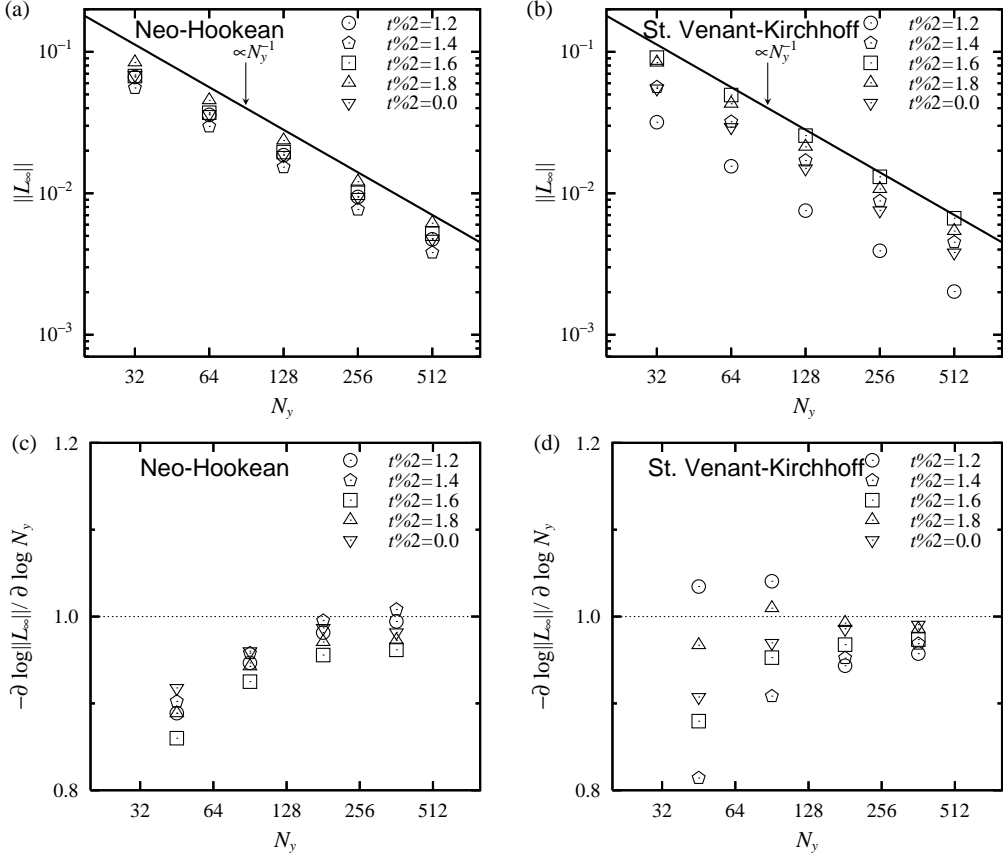 (a)
Neo-Hookean
∝N_y^{-1}
t%2=1.2
t%2=1.4
t%2=1.6
t%2=1.8
t%2=0.0
10^{-1}
10^{-2}
10^{-3}
||L_∞||
32 64 128 256 512
N_y
(b)
St. Venant-Kirchhoff
∝N_y^{-1}
t%2=1.2
t%2=1.4
t%2=1.6
t%2=1.8
t%2=0.0
10^{-1}
10^{-2}
10^{-3}
||L_∞||
32 64 128 256 512
N_y
(c)
Neo-Hookean
t%2=1.2
t%2=1.4
t%2=1.6
t%2=1.8
t%2=0.0
1.2
1.0
0.8
−∂ log||L_∞||/ ∂ log N_y
32 64 128 256 512
N_y
(d)
St. Venant-Kirchhoff
t%2=1.2
t%2=1.4
t%2=1.6
t%2=1.8
t%2=0.0
1.2
1.0
0.8
−∂ log||L_∞||/ ∂ log N_y
32 64 128 256 512
N_y